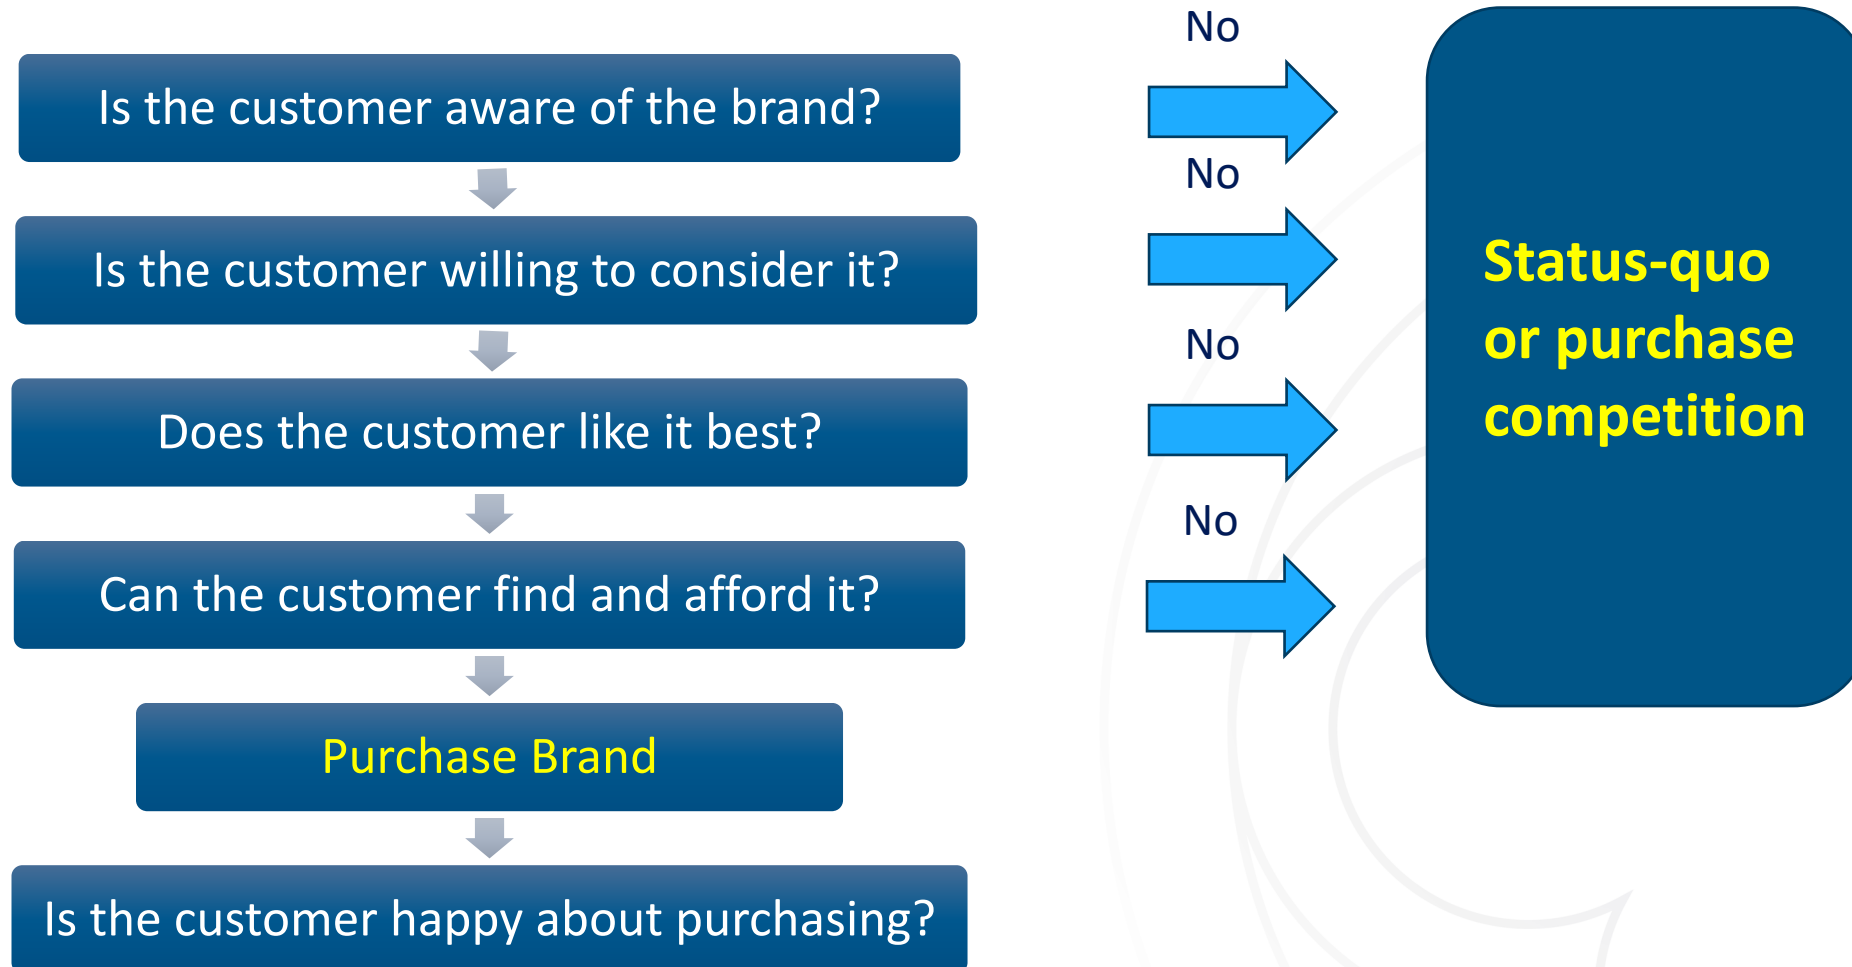 Is the customer aware of the brand?
No
Is the customer willing to consider it?
No
Does the customer like it best?
No
Can the customer find and afford it?
No
Purchase Brand
Is the customer happy about purchasing?
Status-quo
or purchase
competition